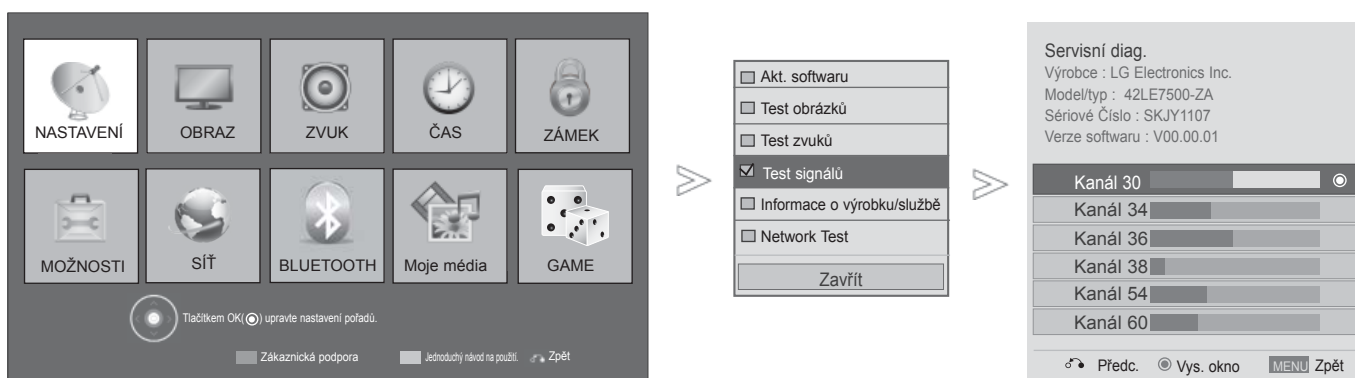 NASTAVENÍ
OBRAZ
ZVUK
ČAS
ZÁMEK
MOŽNOSTI
SÍŤ
BLUETOOTH
Moje média
GAME
Tlačítkem OK(◉) upravte nastavení pořadů.
Zákaznická podpora
Jednoduchý návod na použití.
Zpět
Akt. softwaru
Test obrázků
Test zvuků
Test signálů
Informace o výrobku/službě
Network Test
Zavřít
Servisní diag.
Výrobce : LG Electronics Inc.
Model/typ : 42LE7500-ZA
Sériové Číslo : SKJY1107
Verze softwaru : V00.00.01
Kanál 30
Kanál 34
Kanál 36
Kanál 38
Kanál 54
Kanál 60
Předc.
Vys. okno
MENU Zpět